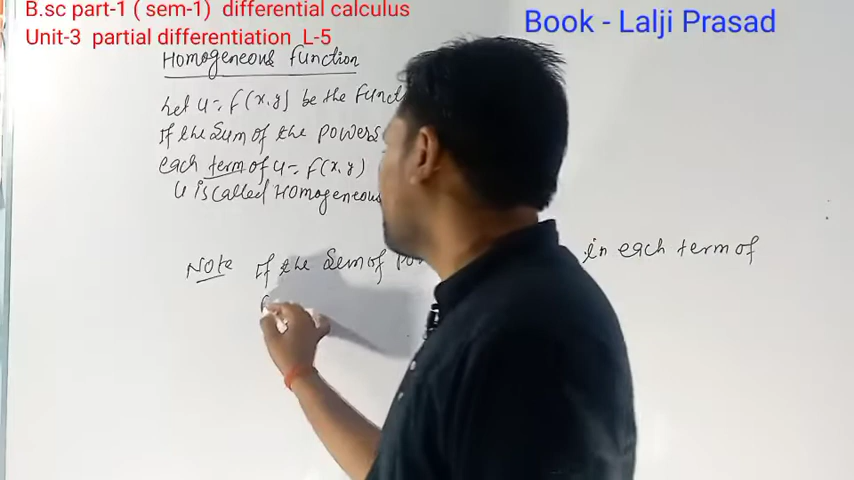 B.sc part-1 ( sem-1) differential calculus
Unit-3 partial differentiation L-5
Book - Lalji Prasad
Homogeneous function
Let u = f(x,y) be the funct
if the sum of the powers
each term of u = f(x,y)
u is called Homogeneous
Note if the Sum of po in each term of